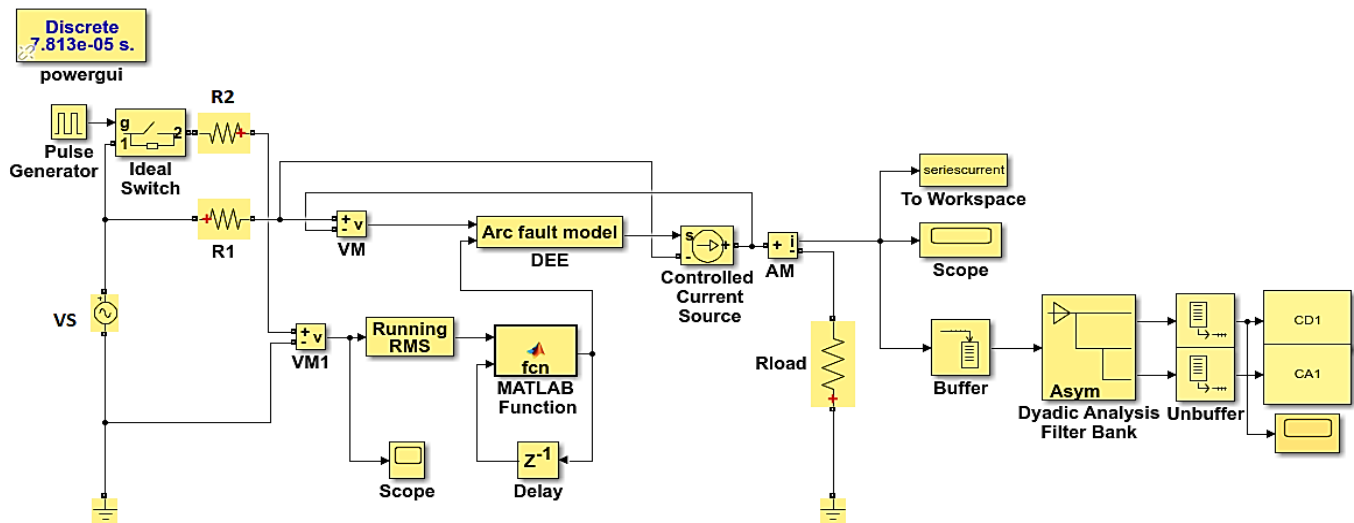 Discrete
7.813e-05 s.
powergui
R2
g
1
2
Pulse
Generator
Ideal
Switch
R1
VS
+
-
v
VM
Arc fault model
DEE
s
-
+
Controlled
Current
Source
+
i
-
AM
seriescurrent
To Workspace
Scope
+
-
v
VM1
Running
RMS
fcn
MATLAB
Function
Z-1
Delay
Scope
Rload
Buffer
Asym
Dyadic Analysis
Filter Bank
Unbuffer
CD1
CA1